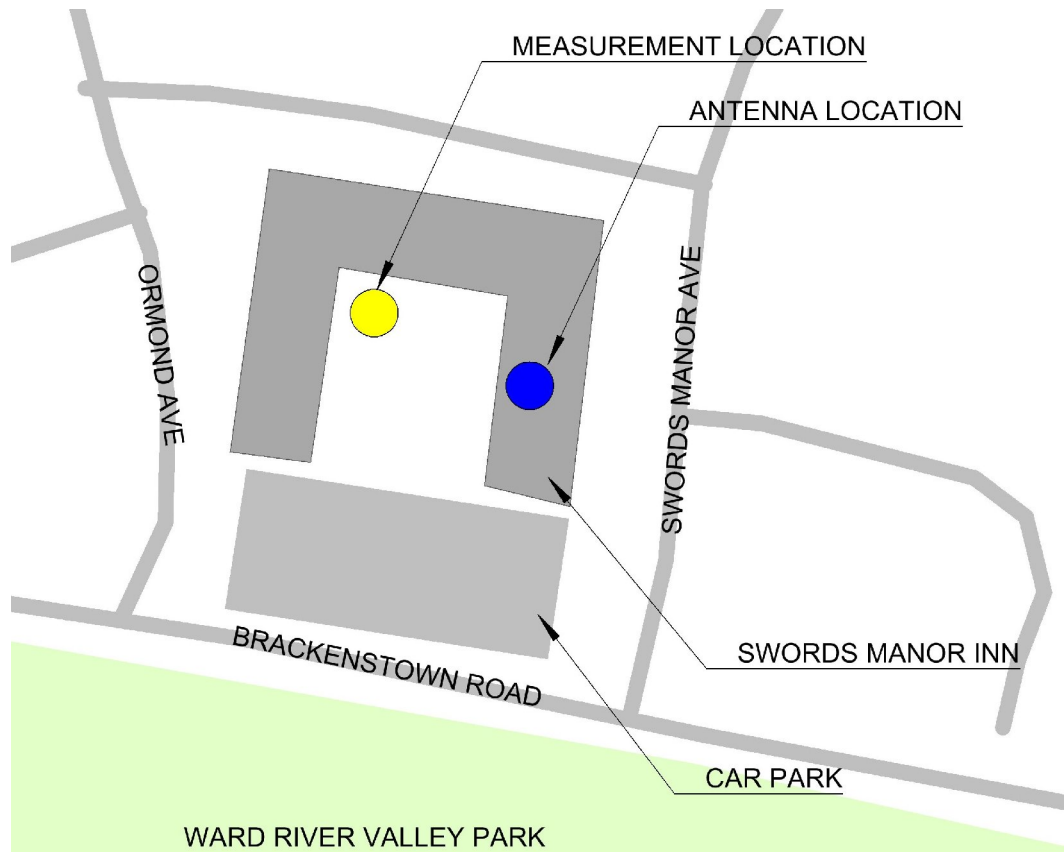 MEASUREMENT LOCATION
ANTENNA LOCATION
ORMOND AVE
SWORDS MANOR AVE
BRACKENSTOWN ROAD
SWORDS MANOR INN
CAR PARK
WARD RIVER VALLEY PARK